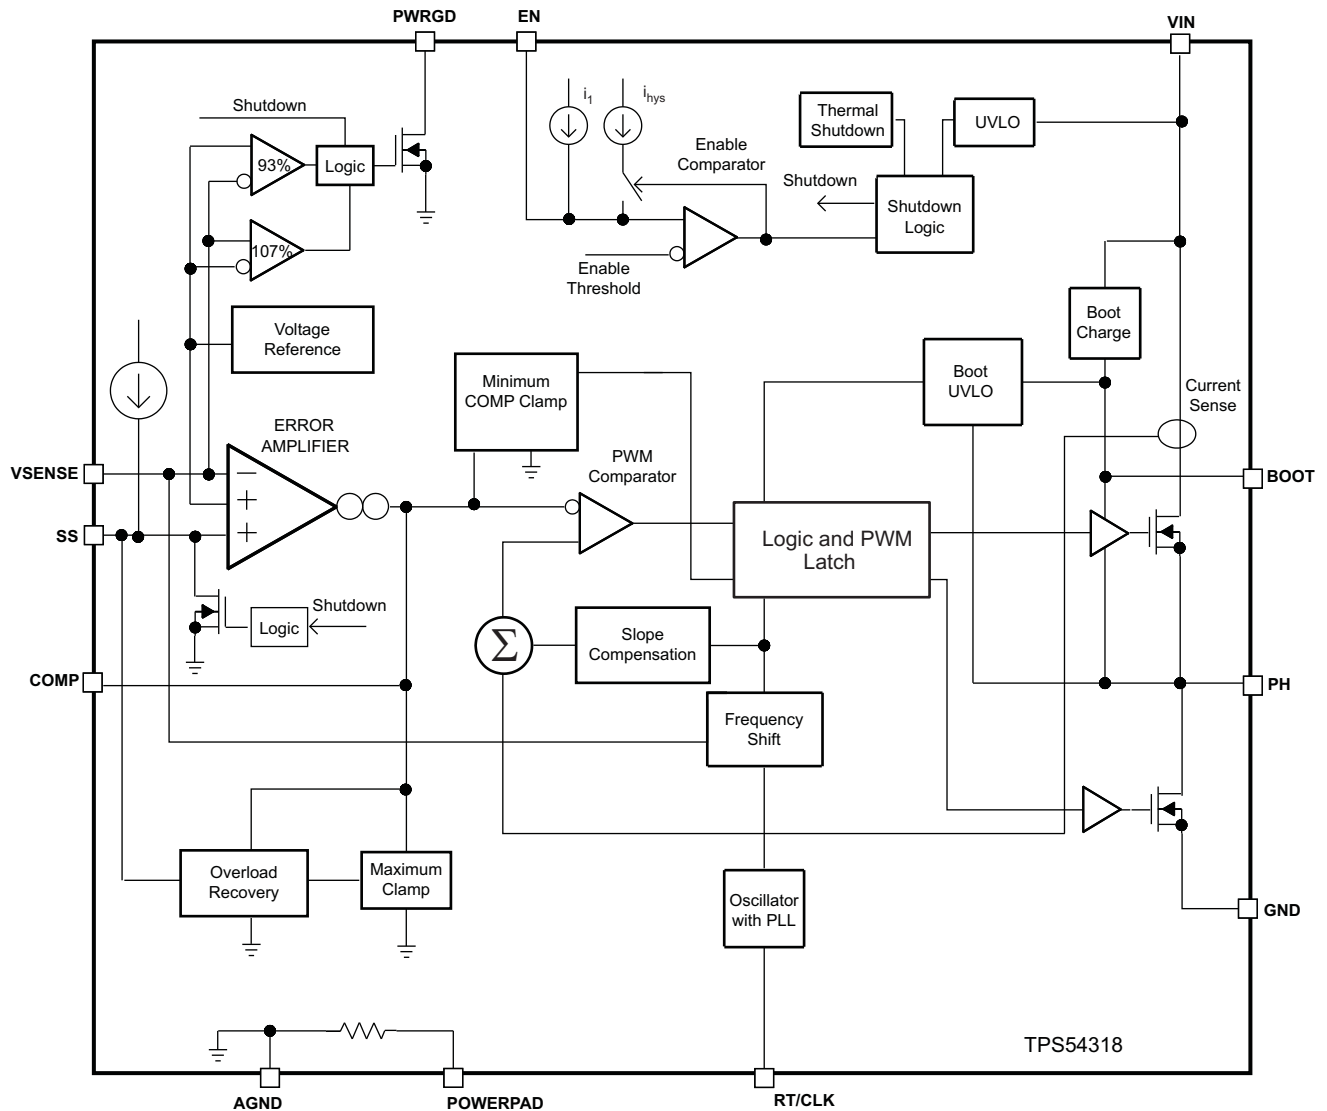 PWRGD
EN
VIN
Shutdown
i1
ihys
Thermal
Shutdown
UVLO
93%
Logic
Enable
Comparator
Shutdown
Shutdown
Logic
107%
Enable
Threshold
Voltage
Reference
Boot
Charge
Minimum
COMP Clamp
Boot
UVLO
Current
Sense
ERROR
AMPLIFIER
PWM
Comparator
VSENSE
−
+
+
BOOT
SS
Logic and PWM
Latch
Shutdown
Logic
Σ
Slope
Compensation
COMP
PH
Frequency
Shift
Overload
Recovery
Maximum
Clamp
Oscillator
with PLL
GND
TPS54318
AGND
POWERPAD
RT/CLK